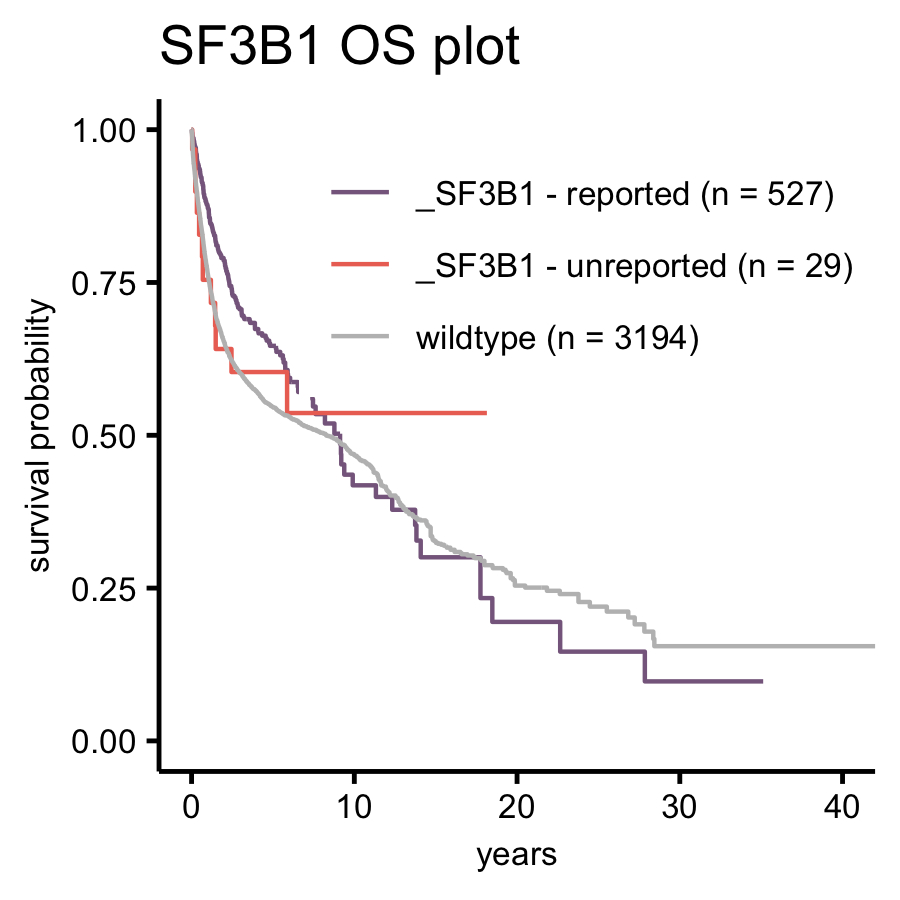 SF3B1 OS plot
1.00
_SF3B1 - reported (n = 527)
_SF3B1 - unreported (n = 29)
0.75
wildtype (n = 3194)
survival probability
0.50
0.25
0.00
0 10 20 30 40
years